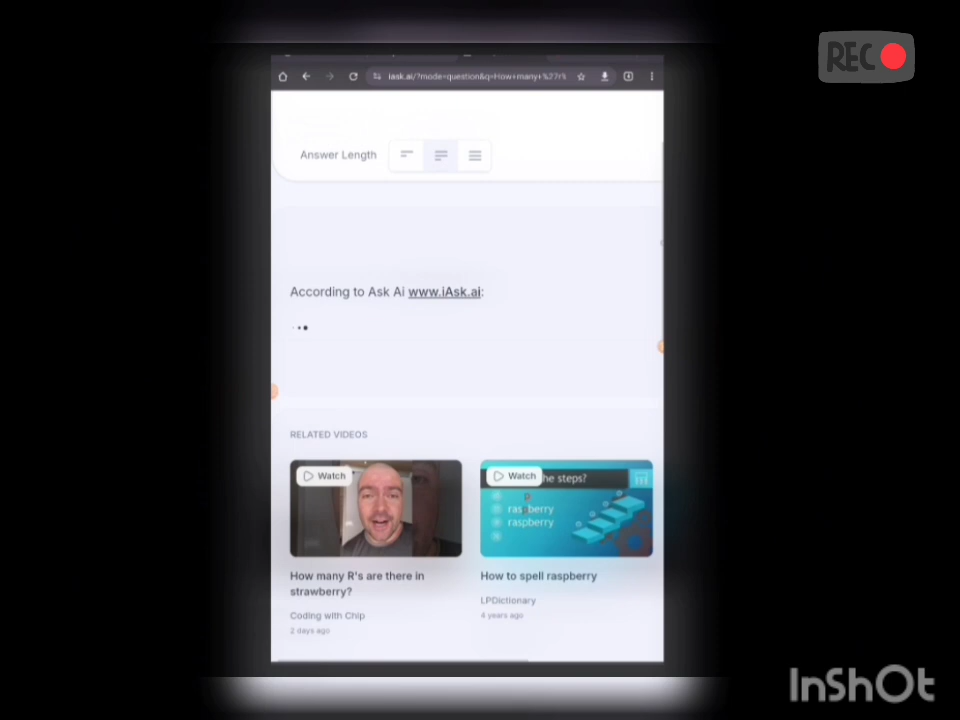 REC
iask.ai/?mode=question&q=How+many+%27r%
Answer Length
According to Ask Ai www.iAsk.ai:
RELATED VIDEOS
Watch
Watch
he steps?
raspberry
raspberry
How many R's are there in
strawberry?
Coding with Chip
2 days ago
How to spell raspberry
LPDictionary
4 years ago
InShOt